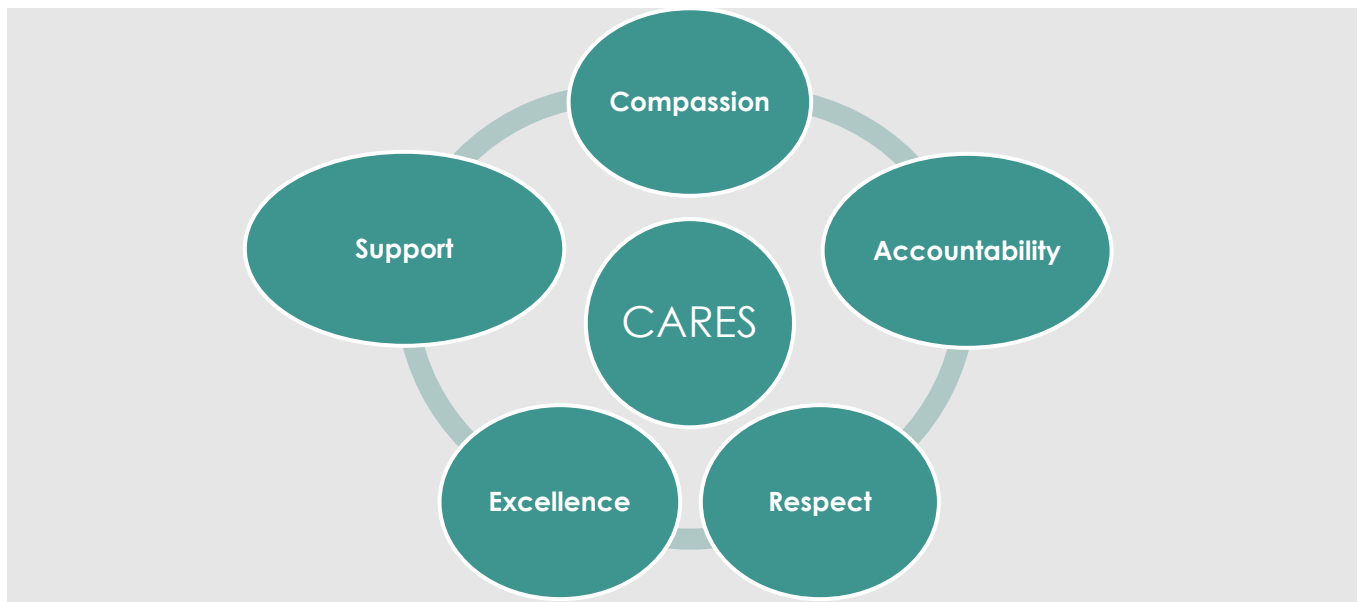 Compassion
Accountability
Respect
Excellence
Support
CARES